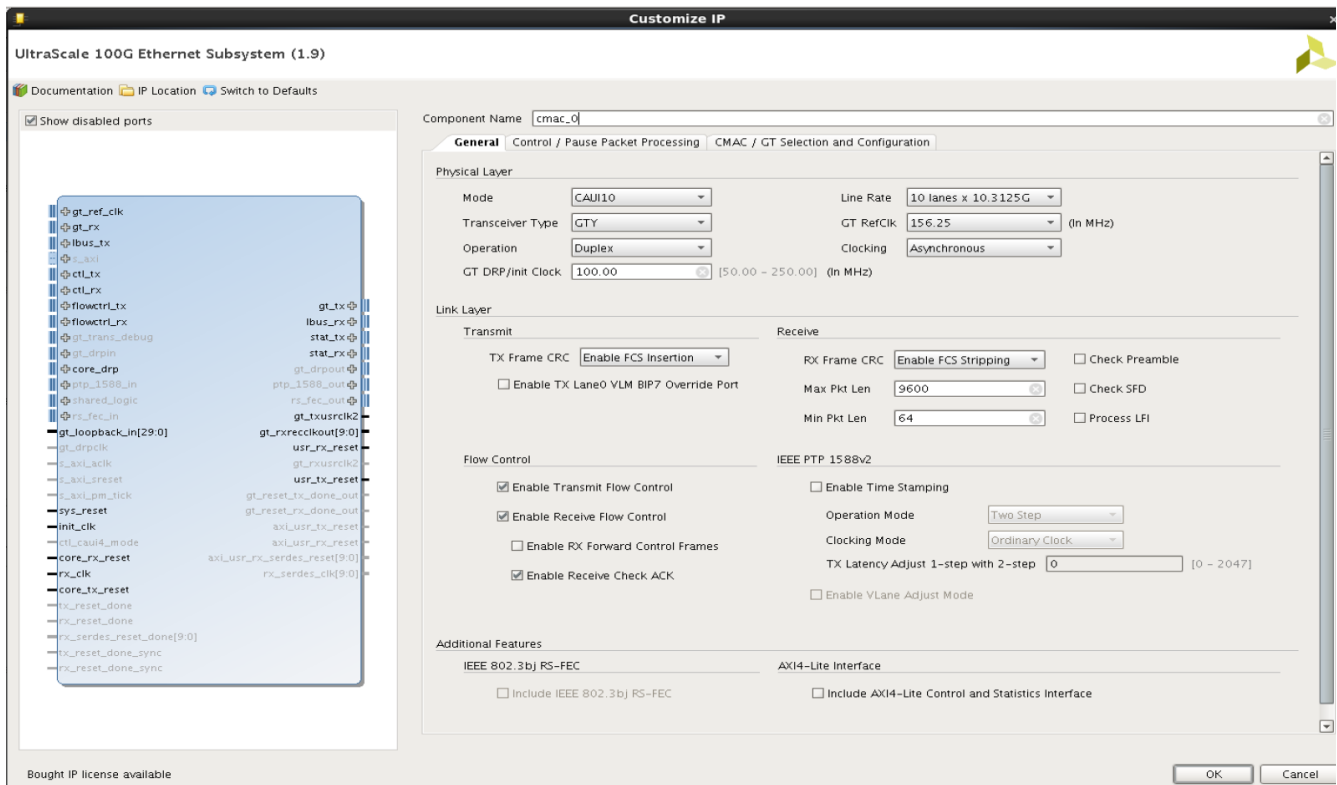 Customize IP
UltraScale 100G Ethernet Subsystem (1.9)
Documentation IP Location Switch to Defaults
Show disabled ports
gt_ref_clk
gt_rx
lbus_tx
s_axi
ctl_tx
ctl_rx
flowctrl_tx gt_tx
flowctrl_rx lbus_rx
gt_trans_debug stat_tx
gt_drpin stat_rx
core_drp gt_drpout
ptp_1588_in ptp_1588_out
shared_logic rs_fec_out
rs_fec_in gt_txusrclk2
gt_loopback_in[29:0] gt_rxrecclkout[9:0]
gt_drpclk usr_rx_reset
s_axi_aclk gt_rxusrclk2
s_axi_sreset usr_tx_reset
s_axi_pm_tick gt_reset_tx_done_out
sys_reset gt_reset_rx_done_out
init_clk axi_usr_tx_reset
ctl_caui4_mode axi_usr_rx_reset
core_rx_reset axi_usr_rx_serdes_reset[9:0]
rx_clk rx_serdes_clk[9:0]
core_tx_reset
tx_reset_done
rx_reset_done
rx_serdes_reset_done[9:0]
tx_reset_done_sync
rx_reset_done_sync
Component Name cmac_0
General Control / Pause Packet Processing CMAC / GT Selection and Configuration
Physical Layer
Mode CAUI10 Line Rate 10 lanes x 10.3125G
Transceiver Type GTY GT RefClk 156.25 (In MHz)
Operation Duplex Clocking Asynchronous
GT DRP/init Clock 100.00 [50.00 - 250.00] (In MHz)
Link Layer
Transmit Receive
TX Frame CRC Enable FCS Insertion RX Frame CRC Enable FCS Stripping Check Preamble
Enable TX Lane0 VLM BIP7 Override Port Max Pkt Len 9600 Check SFD
Min Pkt Len 64 Process LFI
Flow Control IEEE PTP 1588v2
Enable Transmit Flow Control Enable Time Stamping
Enable Receive Flow Control Operation Mode Two Step
Enable RX Forward Control Frames Clocking Mode Ordinary Clock
Enable Receive Check ACK TX Latency Adjust 1-step with 2-step 0 [0 - 2047]
Enable VLane Adjust Mode
Additional Features
IEEE 802.3bj RS-FEC AXI4-Lite Interface
Include IEEE 802.3bj RS-FEC Include AXI4-Lite Control and Statistics Interface
Bought IP license available OK Cancel